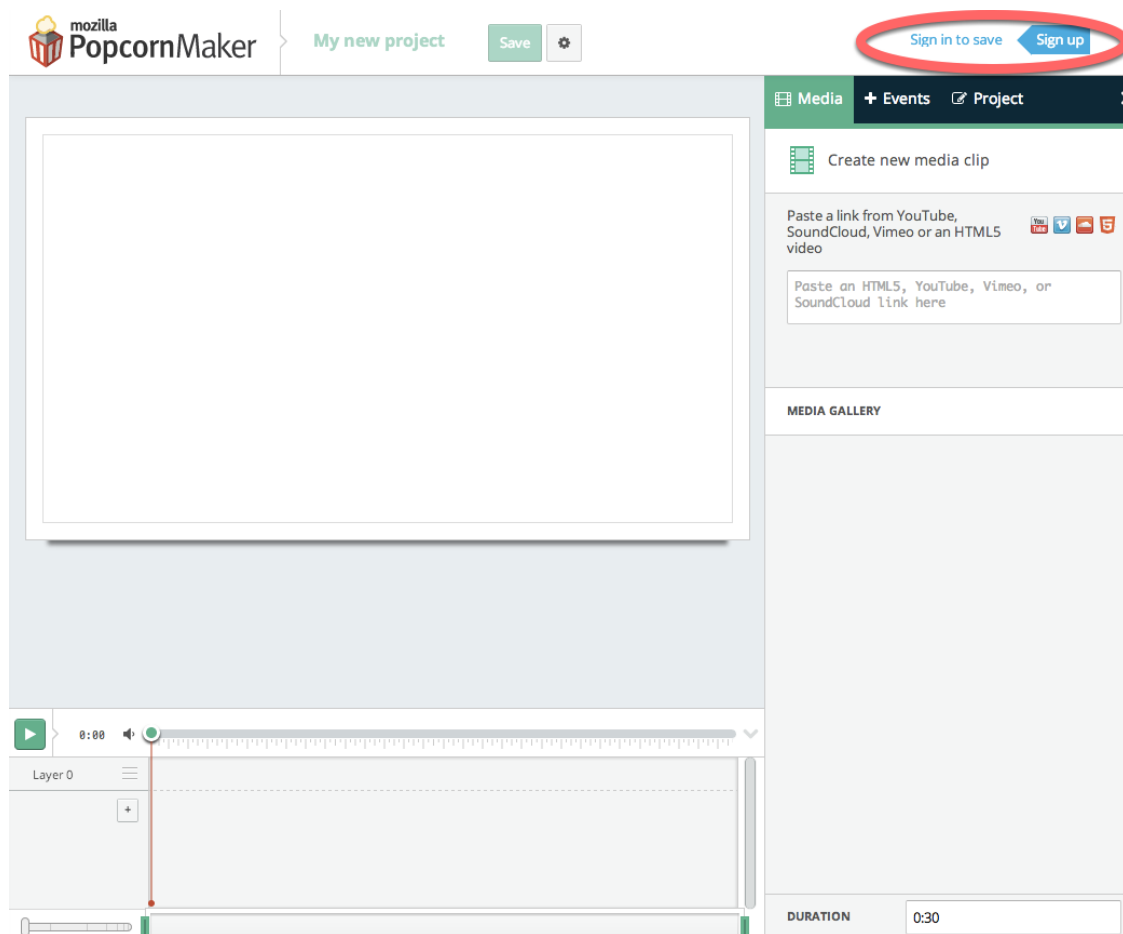 mozilla
PopcornMaker
My new project
Save
Sign in to save
Sign up
Media
+ Events
Project
Create new media clip
Paste a link from YouTube,
SoundCloud, Vimeo or an HTML5
video
You
Tube
Paste an HTML5, YouTube, Vimeo, or
SoundCloud link here
MEDIA GALLERY
0:00
Layer 0
+
DURATION
0:30